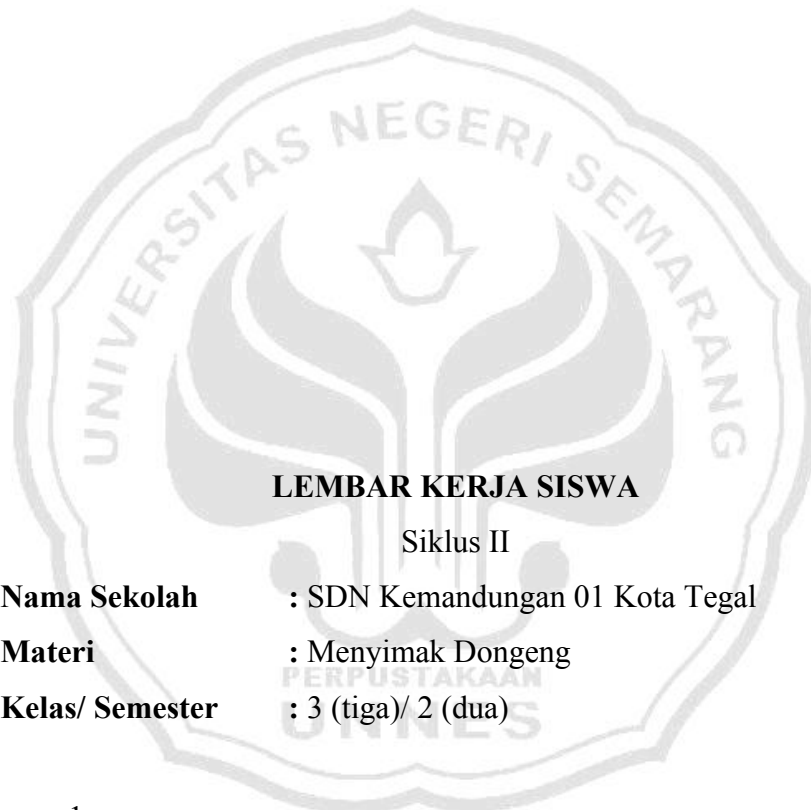 UNIVERSITAS NEGERI SEMARANG
LEMBAR KERJA SISWA
Siklus II
Nama Sekolah : SDN Kemandungan 01 Kota Tegal
Materi : Menyimak Dongeng
PERPUSTAKAAN
Kelas/ Semester : 3 (tiga)/ 2 (dua)
UNNES